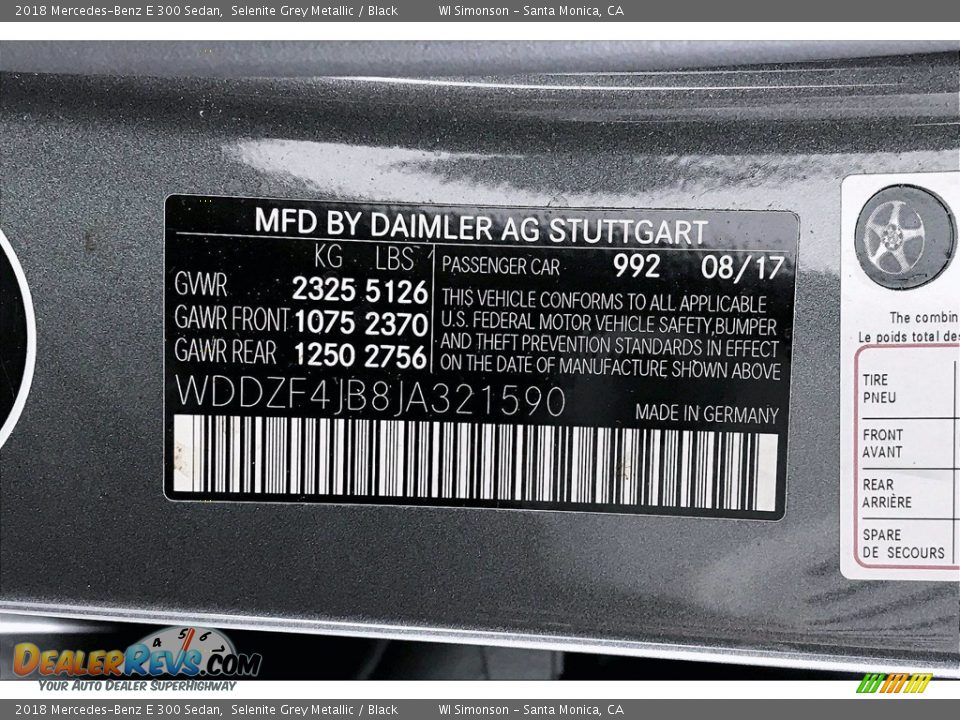 2018 Mercedes-Benz E 300 Sedan, Selenite Grey Metallic / Black WI Simonson - Santa Monica, CA
MFD BY DAIMLER AG STUTTGART
KG LBS
GVWR 2325 5126
GAWR FRONT 1075 2370
GAWR REAR 1250 2756
PASSENGER CAR 992 08/17
THIS VEHICLE CONFORMS TO ALL APPLICABLE
U.S. FEDERAL MOTOR VEHICLE SAFETY, BUMPER
AND THEFT PREVENTION STANDARDS IN EFFECT
ON THE DATE OF MANUFACTURE SHOWN ABOVE
WDDZF4JB8JA321590
MADE IN GERMANY
The combin
Le poids total des
TIRE
PNEU
FRONT
AVANT
REAR
ARRIÈRE
SPARE
DE SECOURS
4 5 6
DEALERREVS.COM
YOUR AUTO DEALER SUPERHIGHWAY
2018 Mercedes-Benz E 300 Sedan, Selenite Grey Metallic / Black WI Simonson - Santa Monica, CA